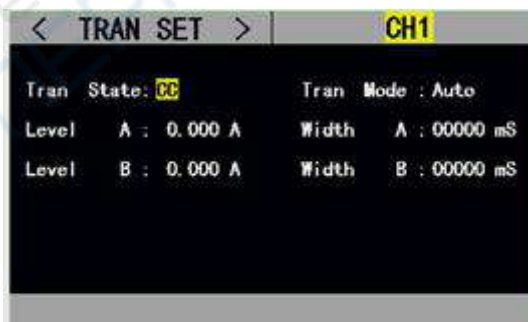 < TRAN SET > CH1
Tran State: CC Tran Mode : Auto
Level A : 0.000 A Width A : 00000 mS
Level B : 0.000 A Width B : 00000 mS